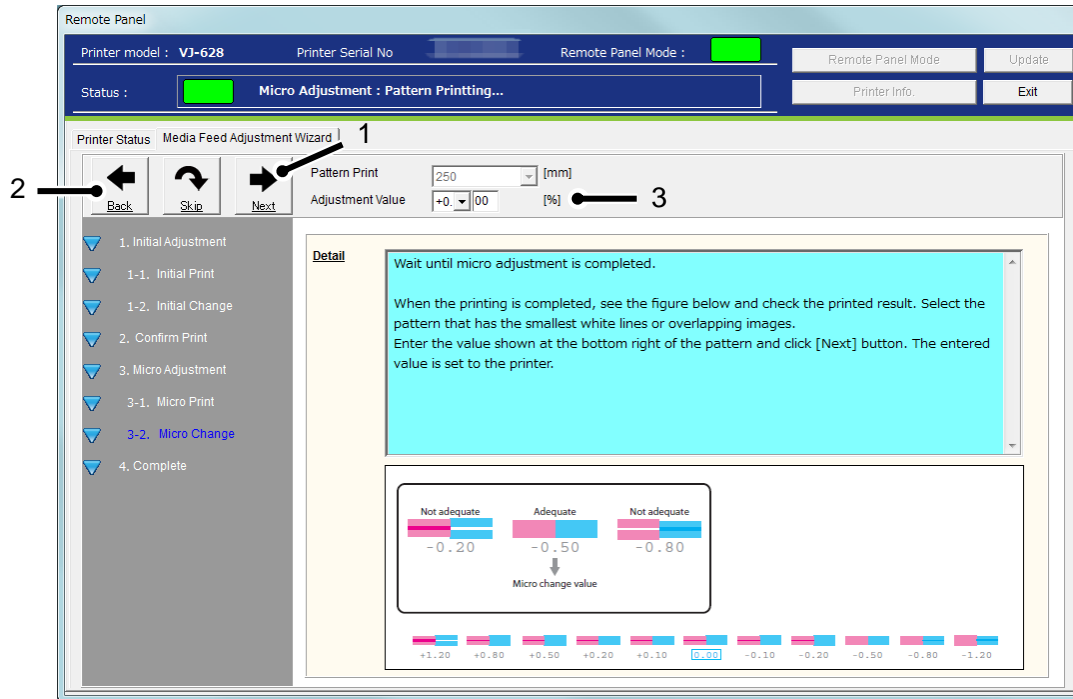 Remote Panel
Printer model : VJ-628 Printer Serial No Remote Panel Mode :
Remote Panel Mode Update
Status : Micro Adjustment : Pattern Printting...
Printer Info. Exit
Printer Status Media Feed Adjustment Wizard 1
2 Back Skip Next
Pattern Print 250 [mm]
Adjustment Value +0. 00 [%] 3
1. Initial Adjustment
1-1. Initial Print
1-2. Initial Change
2. Confirm Print
3. Micro Adjustment
3-1. Micro Print
3-2. Micro Change
4. Complete
Detail
Wait until micro adjustment is completed.
When the printing is completed, see the figure below and check the printed result. Select the
pattern that has the smallest white lines or overlapping images.
Enter the value shown at the bottom right of the pattern and click [Next] button. The entered
value is set to the printer.
Not adequate Adequate Not adequate
-0.20 -0.50 -0.80
Micro change value
+1.20 +0.80 +0.50 +0.20 +0.10 0.00 -0.10 -0.20 -0.50 -0.80 -1.20